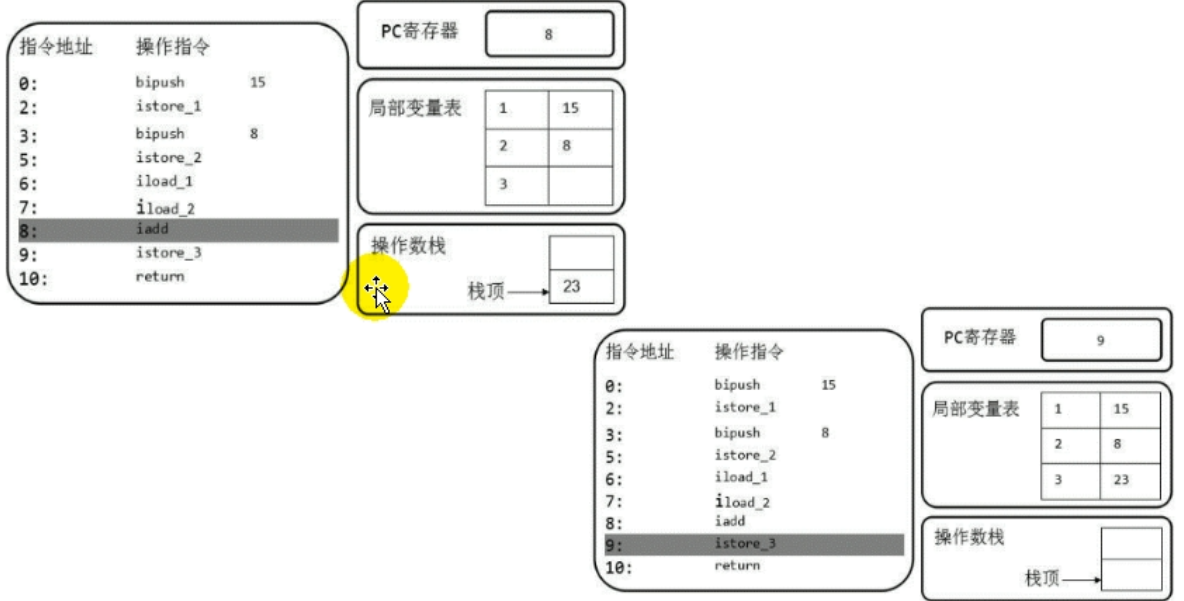 指令地址 操作指令
0: bipush 15
2: istore_1
3: bipush 8
5: istore_2
6: iload_1
7: iload_2
8: iadd
9: istore_3
10: return
PC寄存器 8
局部变量表 1 15
2 8
3
操作数栈
栈顶 23
指令地址 操作指令
0: bipush 15
2: istore_1
3: bipush 8
5: istore_2
6: iload_1
7: iload_2
8: iadd
9: istore_3
10: return
PC寄存器 9
局部变量表 1 15
2 8
3 23
操作数栈
栈顶